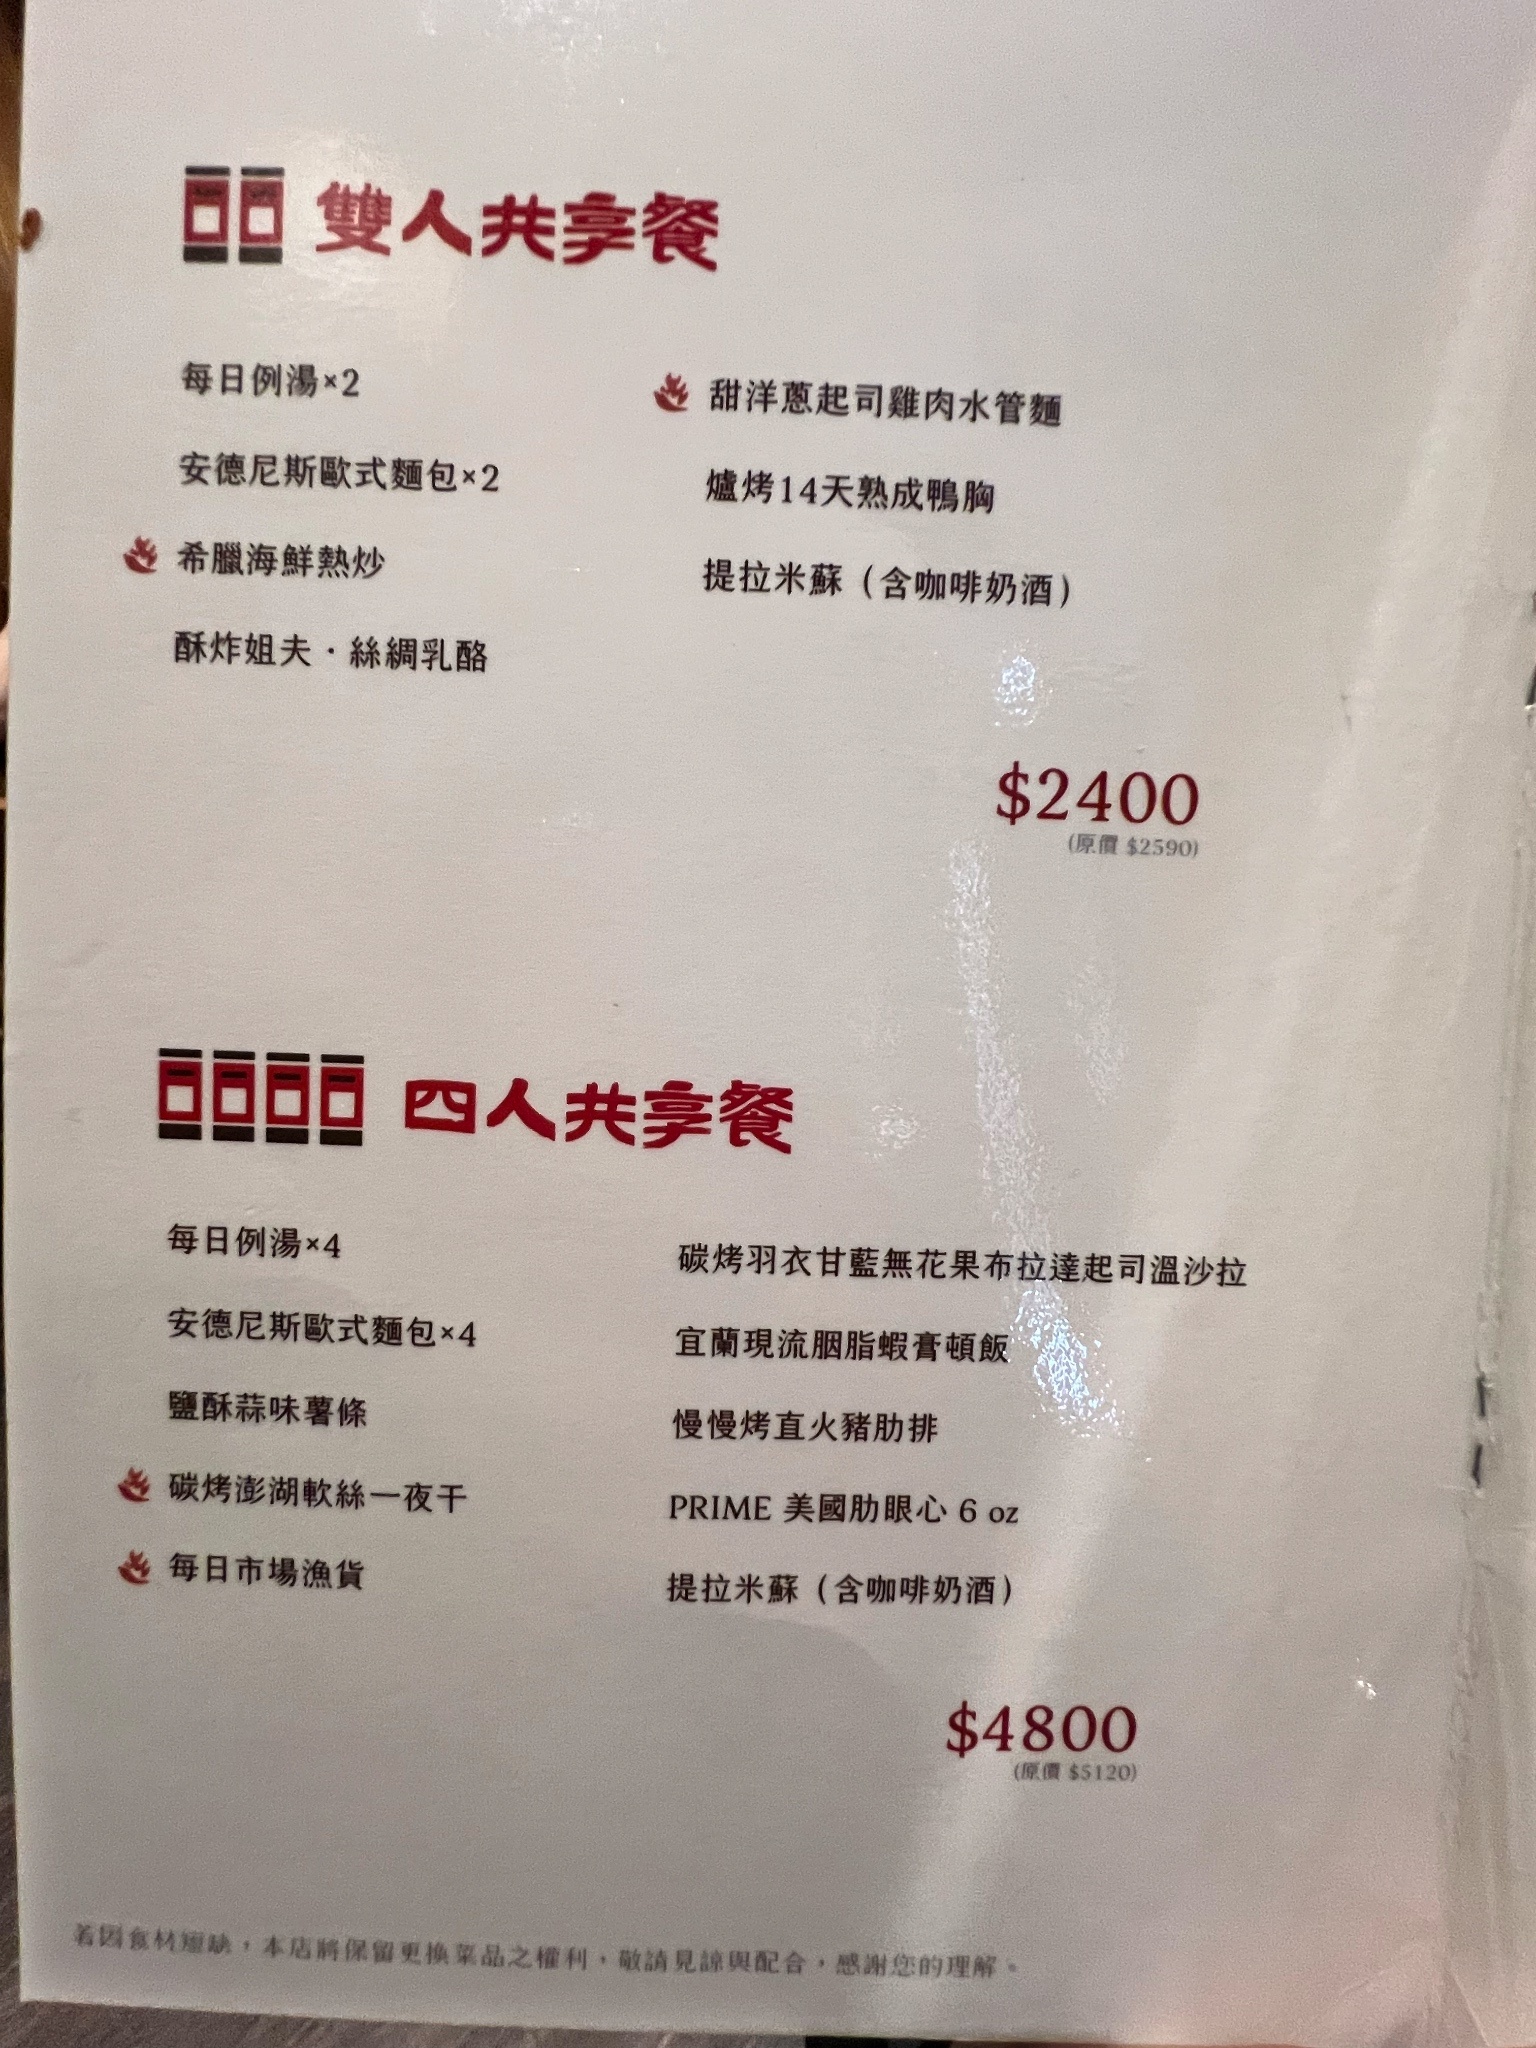 雙人共享餐
每日例湯×2
安德尼斯歐式麵包×2
希臘海鮮熱炒
酥炸姐夫・絲綢乳酪
甜洋蔥起司雞肉水管麵
爐烤14天熟成鴨胸
提拉米蘇（含咖啡奶酒）
$2400
(原價 $2590)
四人共享餐
每日例湯×4
安德尼斯歐式麵包×4
鹽酥蒜味薯條
碳烤澎湖軟絲一夜干
每日市場漁貨
碳烤羽衣甘藍無花果布拉達起司溫沙拉
宜蘭現流胭脂蝦膏頓飯
慢慢烤直火豬肋排
PRIME 美國肋眼心 6 oz
提拉米蘇（含咖啡奶酒）
$4800
(原價 $5120)
若因食材短缺，本店將保留更換菜品之權利，敬請見諒與配合，感謝您的理解。